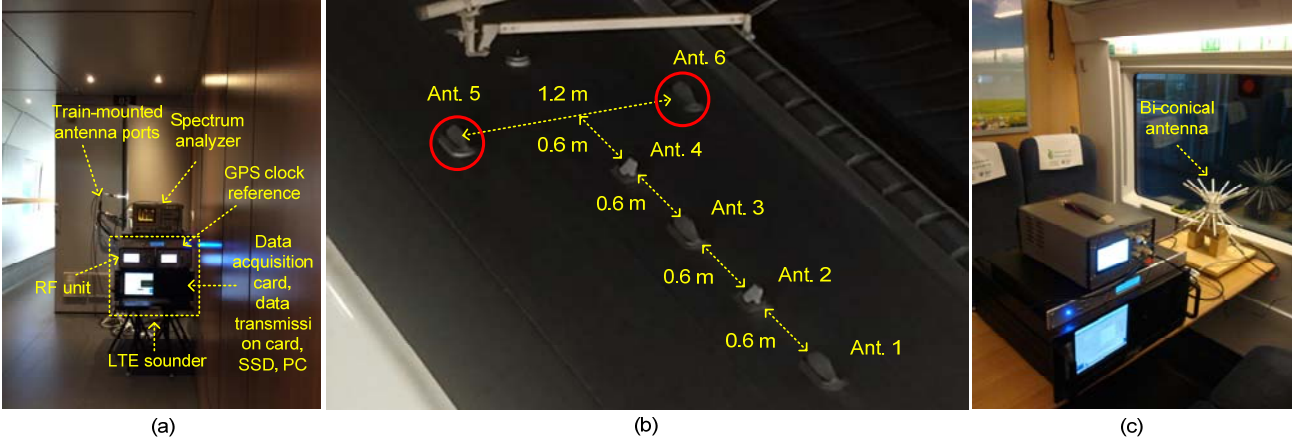 Train-mounted
antenna ports
Spectrum
analyzer
GPS clock
reference
RF unit
Data
acquisition
card,
data
transmissi
on card,
SSD, PC
LTE sounder
(a)
Ant. 5
1.2 m
Ant. 6
0.6 m
Ant. 4
0.6 m
Ant. 3
0.6 m
Ant. 2
0.6 m
Ant. 1
(b)
Bi-conical
antenna
(c)